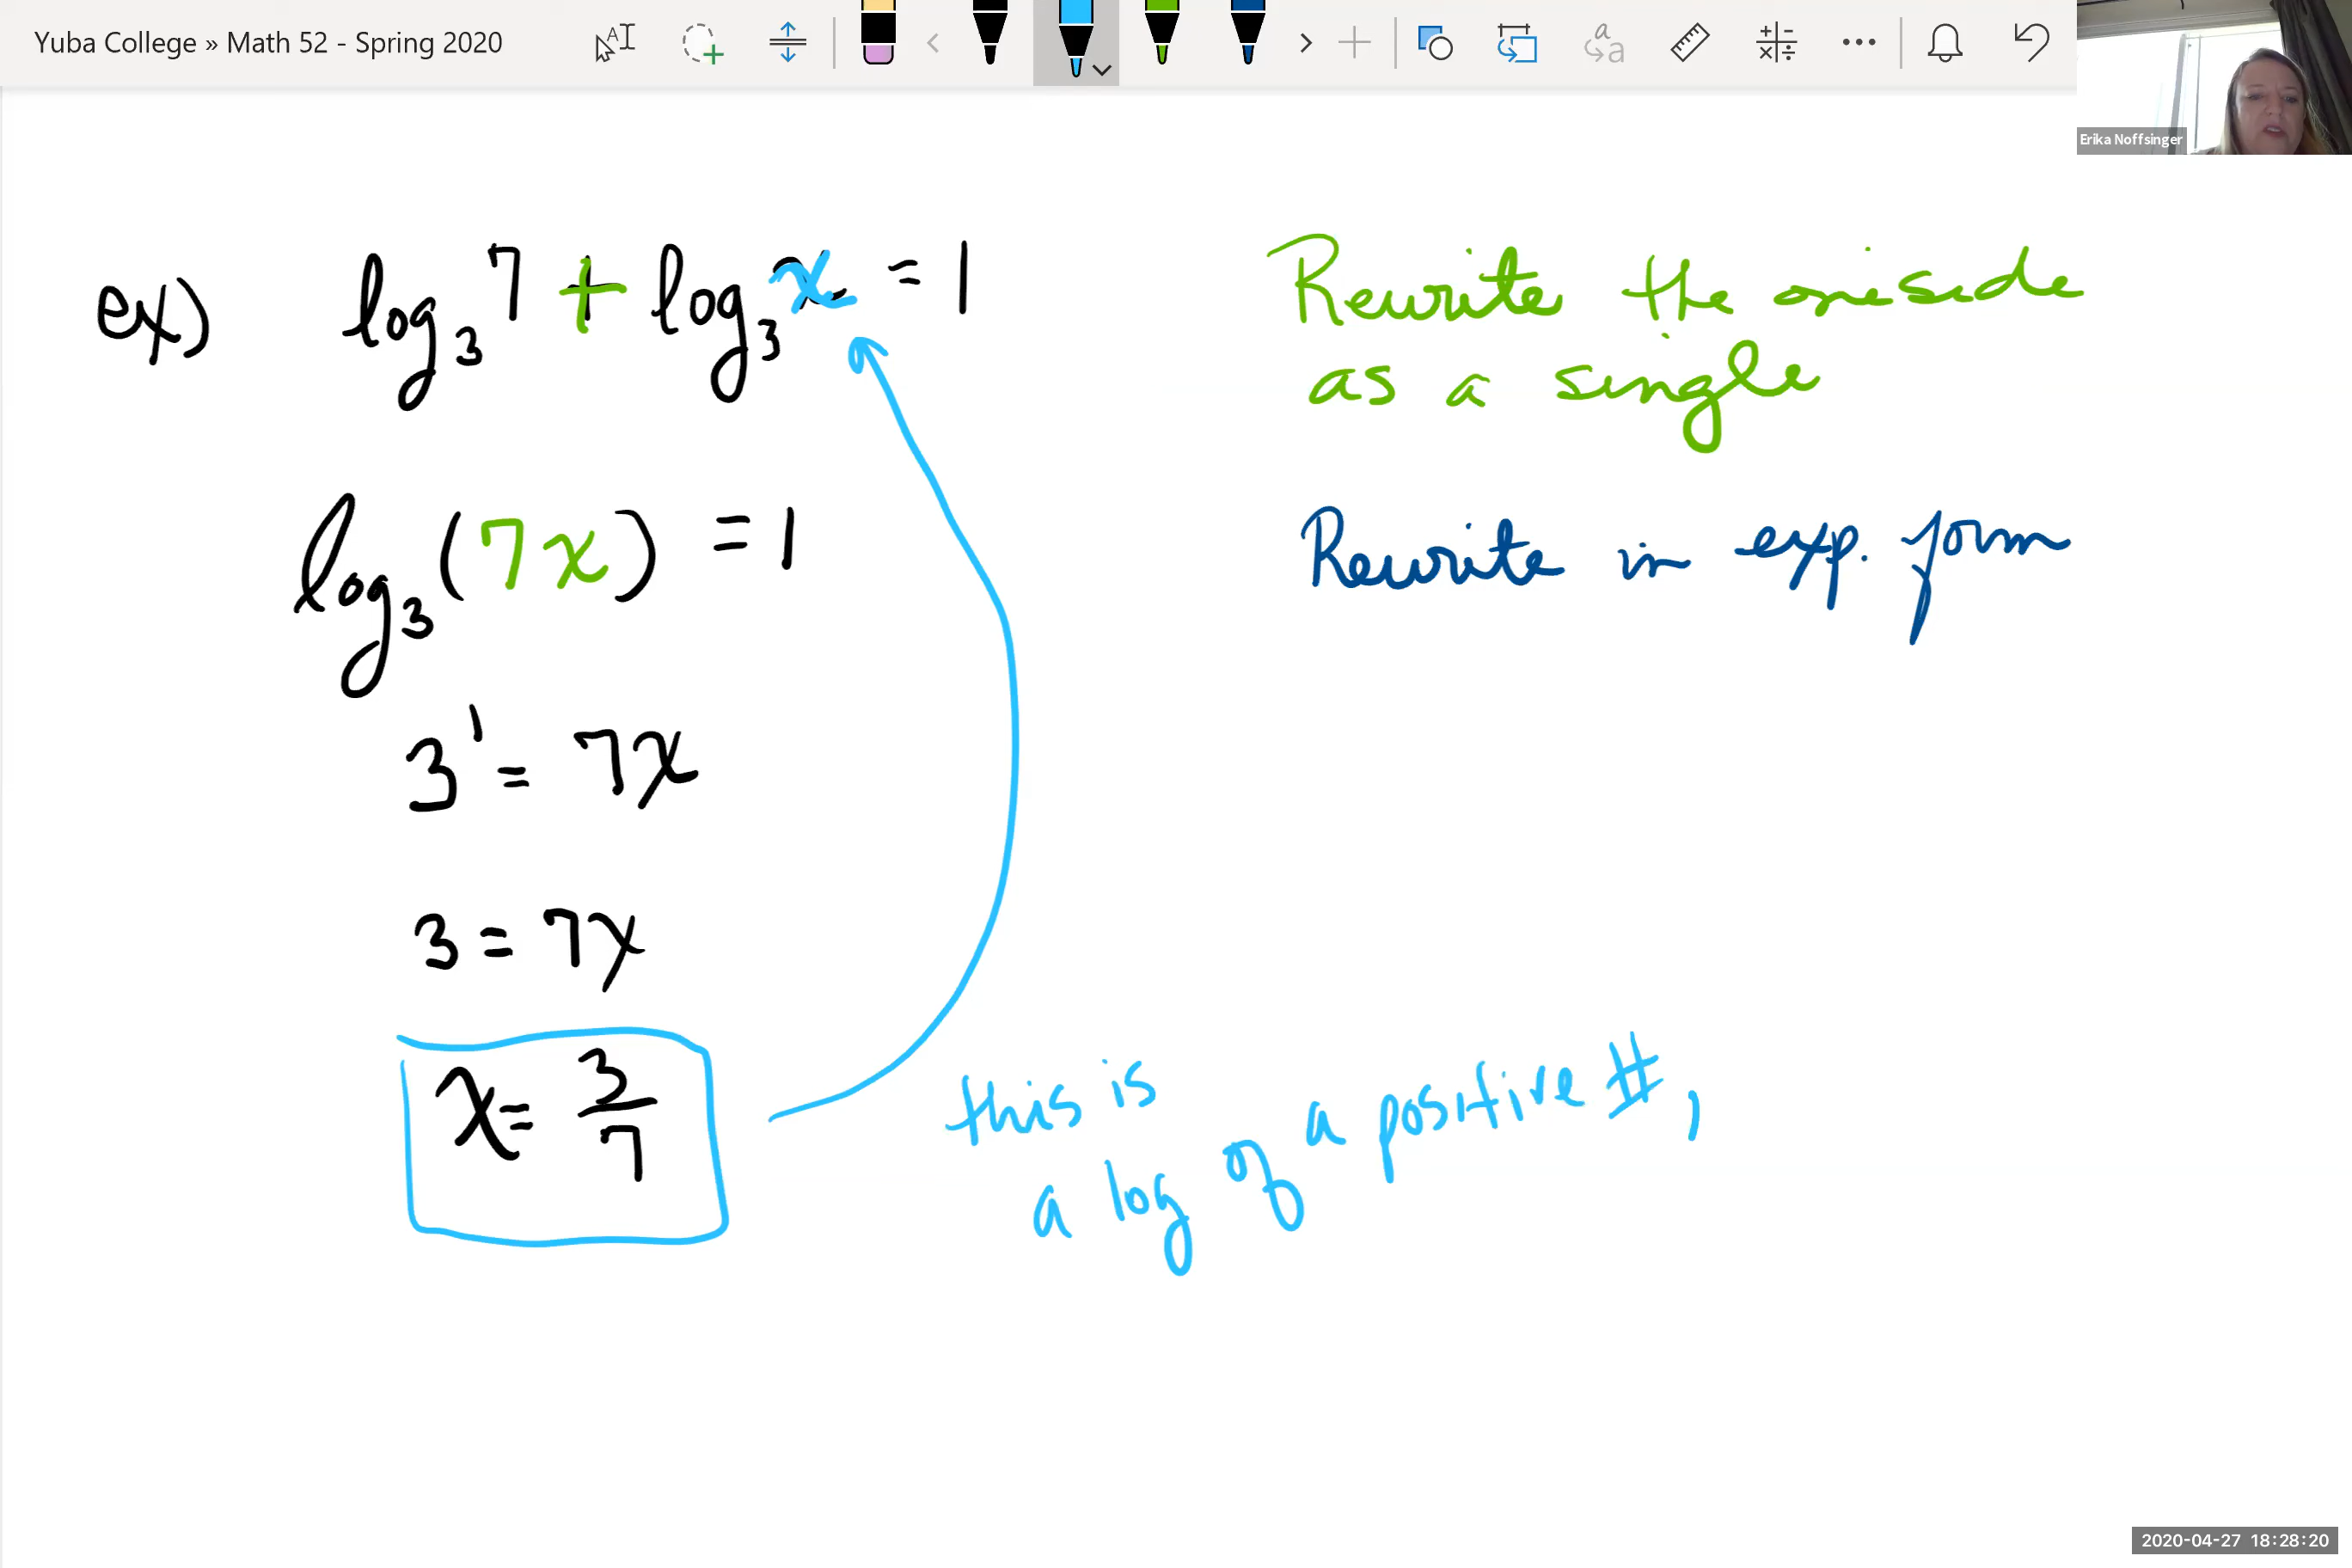 Yuba College » Math 52 - Spring 2020
Erika Noffsinger
ex) log₃7 + log₃x = 1
Rewrite the oneside
as a single
log₃(7x) = 1
Rewrite in exp. form
3¹ = 7x
3 = 7x
x = 3/7
this is
a log of a positive #,
2020-04-27 18:28:20